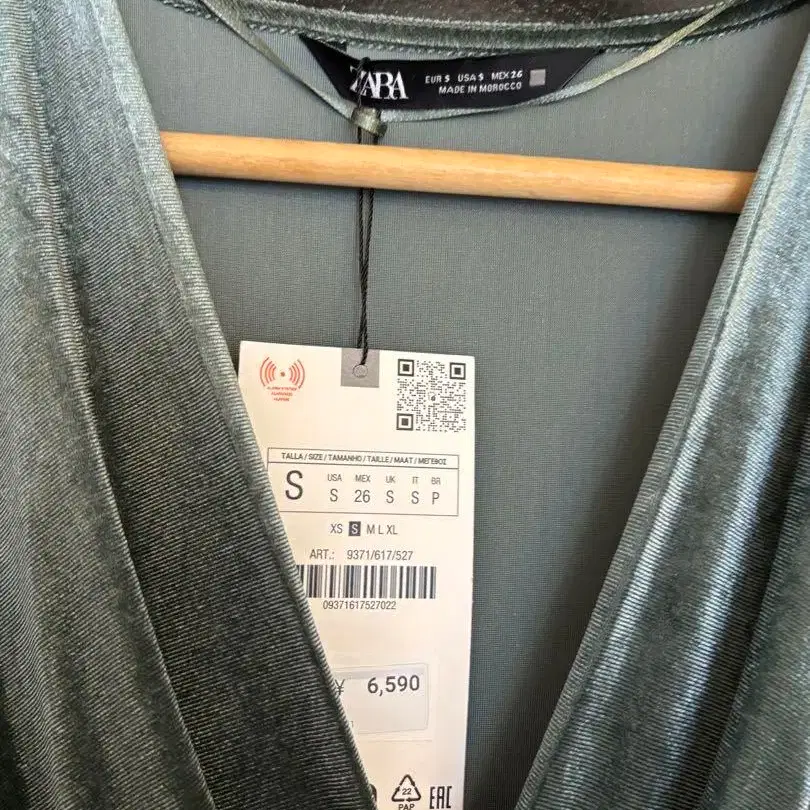 ZARA
EUR S USA S MEX 26
MADE IN MOROCCO
TALLA / SIZE / TAMANHO / TAILLE / MAAT / ΜΕΓΕΘΟΣ
S
USA MEX UK IT BR
S 26 S S P
XS S M L XL
ART.: 9371/617/527
09371617527022
¥ 6,590
22
PAP
EAC